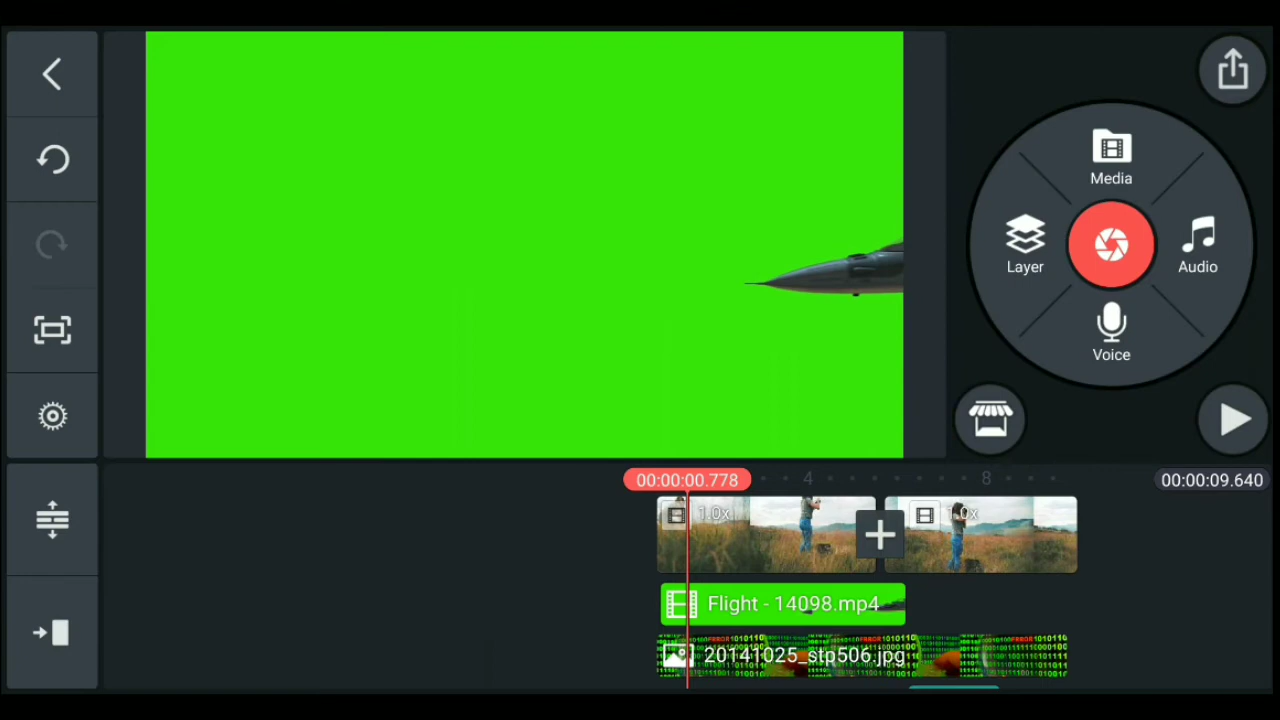 Media
Layer
Audio
Voice
00:00:00.778
4
8
00:00:09.640
1.0x
1.0x
Flight - 14098.mp4
20141025_stp506.jpg